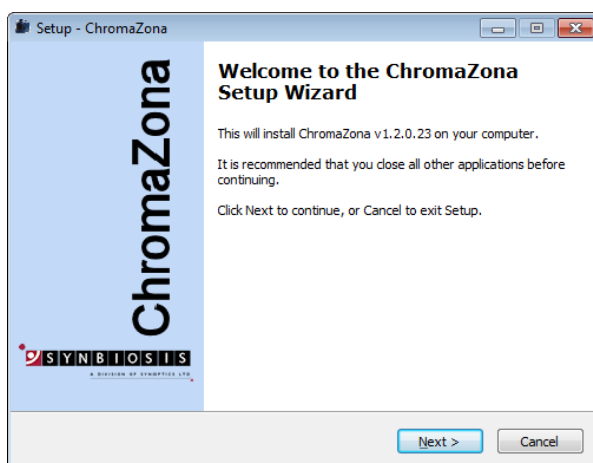 Setup - ChromaZona
ChromaZona
SYNBIOSIS
A DIVISION OF SYNOPTICS LTD
Welcome to the ChromaZona
Setup Wizard
This will install ChromaZona v1.2.0.23 on your computer.
It is recommended that you close all other applications before
continuing.
Click Next to continue, or Cancel to exit Setup.
Next >
Cancel